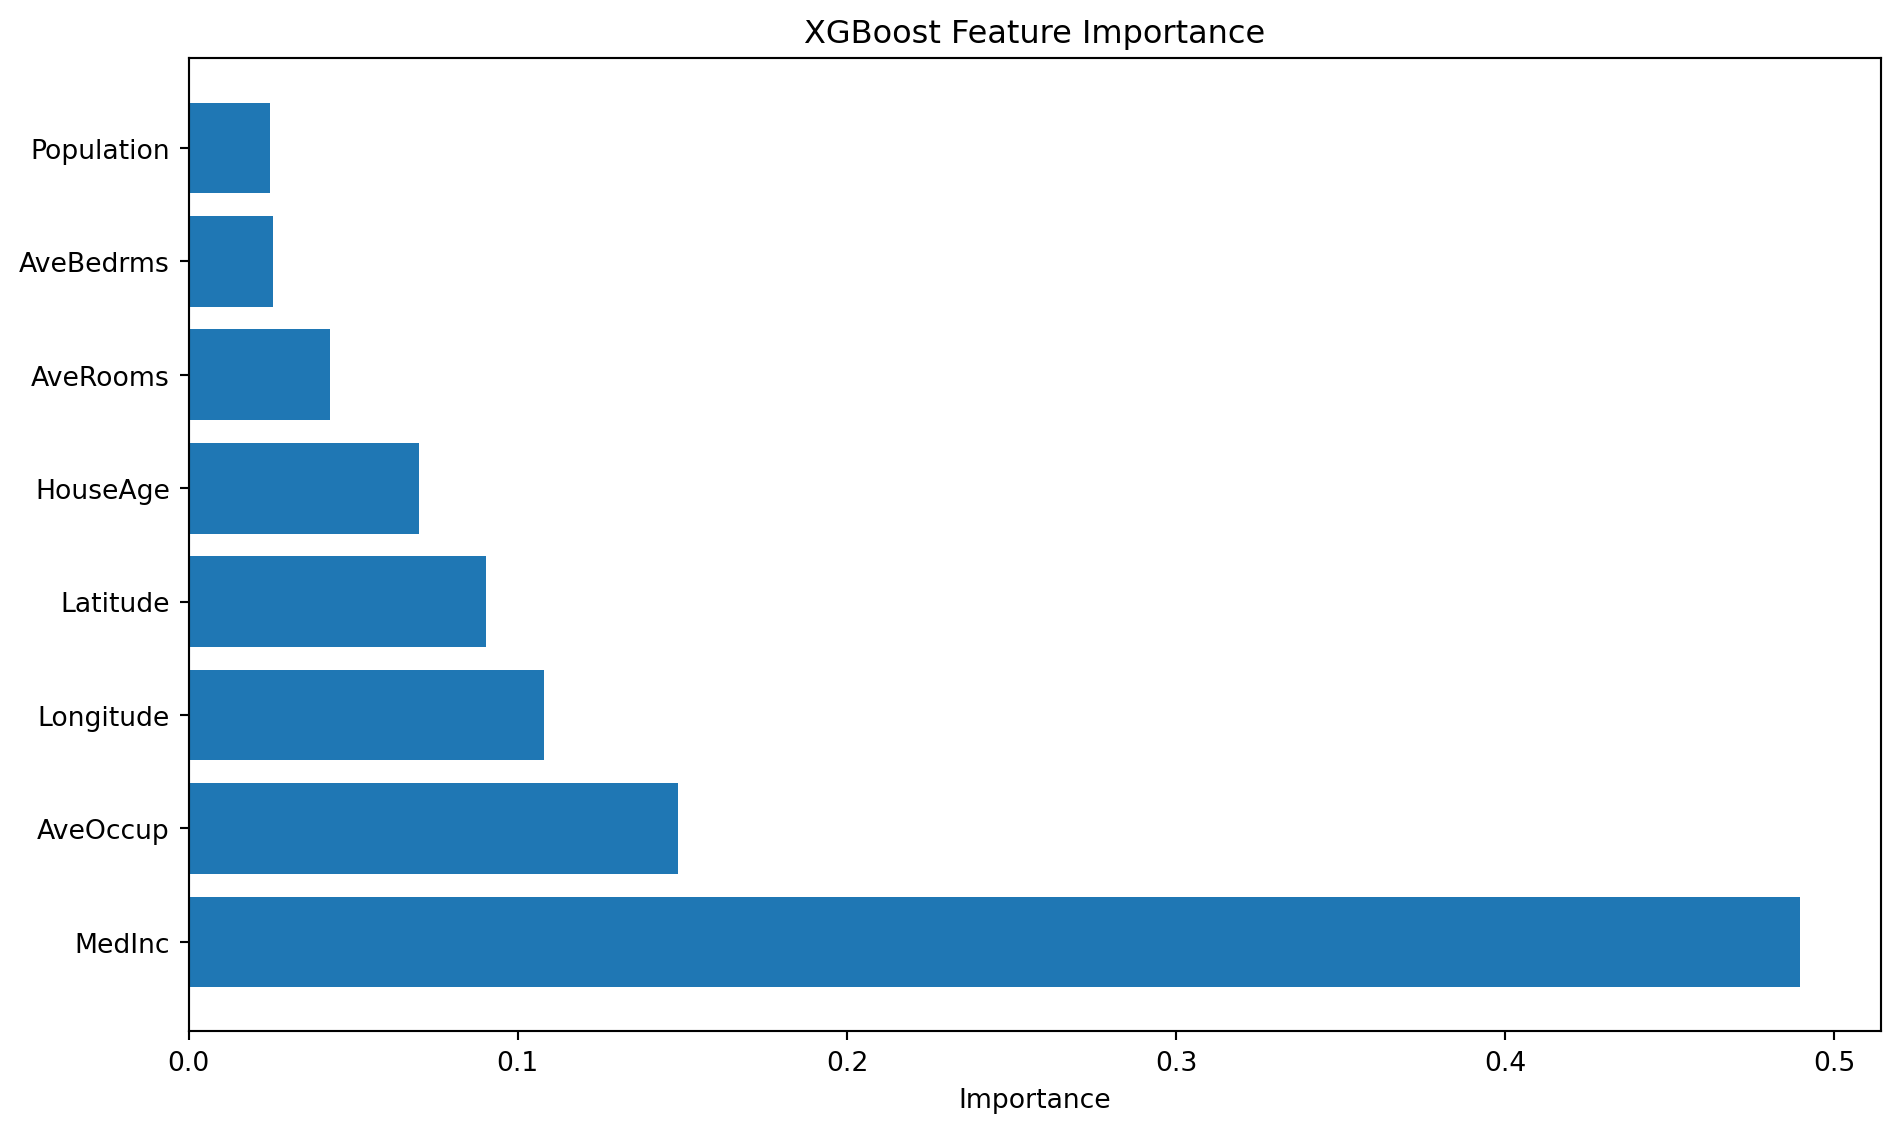 XGBoost Feature Importance
Population
AveBedrms
AveRooms
HouseAge
Latitude
Longitude
AveOccup
MedInc
0.0 0.1 0.2 0.3 0.4 0.5
Importance